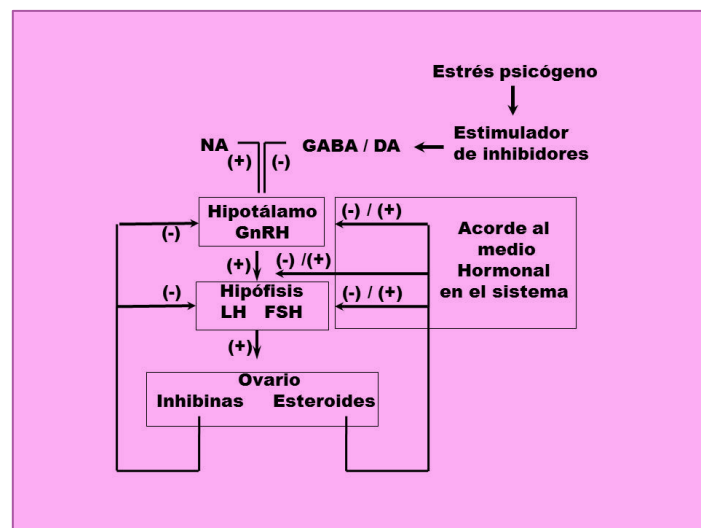 Estrés psicógeno
Estimulador
de inhibidores
NA
GABA / DA
(+)
(-)
Hipotálamo
GnRH
(-)
(-) / (+)
Acorde al
medio
Hormonal
en el sistema
(+)
(-) /(+)
Hipófisis
LH FSH
(-)
(-) / (+)
(+)
Ovario
Inhibinas Esteroides